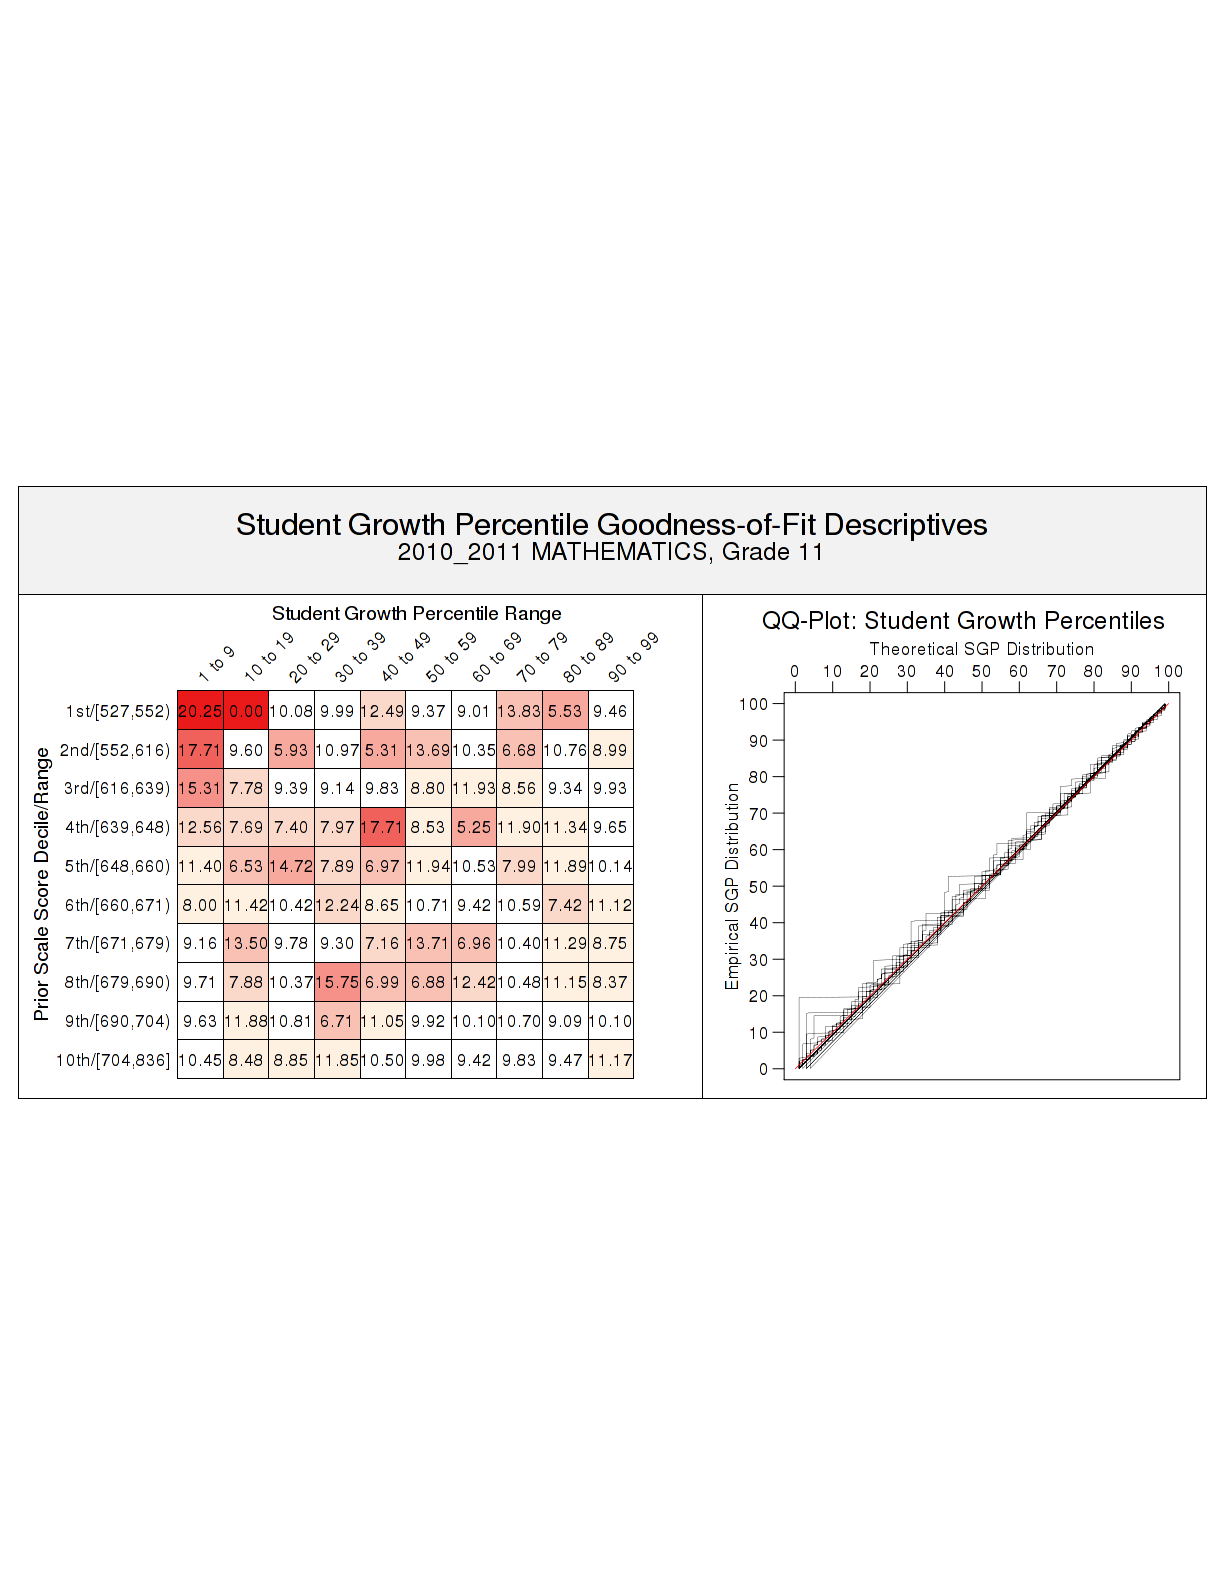 Student Growth Percentile Goodness-of-Fit Descriptives
2010_2011 MATHEMATICS, Grade 11
Student Growth Percentile Range
1 to 9 10 to 19 20 to 29 30 to 39 40 to 49 50 to 59 60 to 69 70 to 79 80 to 89 90 to 99
Prior Scale Score Decile/Range
1st/[527,552) 20.25 0.00 10.08 9.99 12.49 9.37 9.01 13.83 5.53 9.46
2nd/[552,616) 17.71 9.60 5.93 10.97 5.31 13.69 10.35 6.68 10.76 8.99
3rd/[616,639) 15.31 7.78 9.39 9.14 9.83 8.80 11.93 8.56 9.34 9.93
4th/[639,648) 12.56 7.69 7.40 7.97 17.71 8.53 5.25 11.90 11.34 9.65
5th/[648,660) 11.40 6.53 14.72 7.89 6.97 11.94 10.53 7.99 11.89 10.14
6th/[660,671) 8.00 11.42 10.42 12.24 8.65 10.71 9.42 10.59 7.42 11.12
7th/[671,679) 9.16 13.50 9.78 9.30 7.16 13.71 6.96 10.40 11.29 8.75
8th/[679,690) 9.71 7.88 10.37 15.75 6.99 6.88 12.42 10.48 11.15 8.37
9th/[690,704) 9.63 11.88 10.81 6.71 11.05 9.92 10.10 10.70 9.09 10.10
10th/[704,836] 10.45 8.48 8.85 11.85 10.50 9.98 9.42 9.83 9.47 11.17
QQ-Plot: Student Growth Percentiles
Theoretical SGP Distribution
0 10 20 30 40 50 60 70 80 90 100
Empirical SGP Distribution
100
90
80
70
60
50
40
30
20
10
0